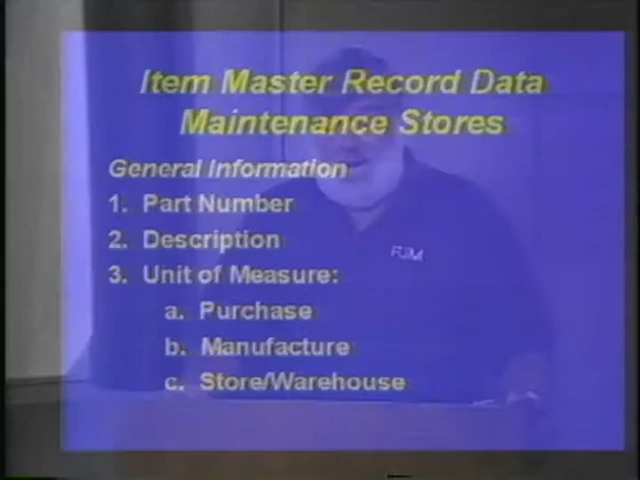 Item Master Record Data
Maintenance Stores
General Information
1. Part Number
2. Description
3. Unit of Measure:
a. Purchase
b. Manufacture
c. Store/Warehouse